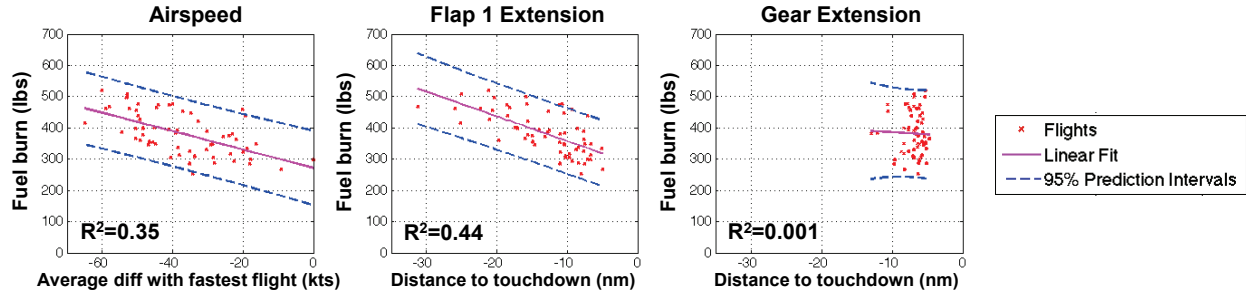 Airspeed
Fuel burn (lbs)
700
600
500
400
300
200
100
0
R²=0.35
-60
-40
-20
0
Average diff with fastest flight (kts)
Flap 1 Extension
Fuel burn (lbs)
700
600
500
400
300
200
100
0
R²=0.44
-30
-20
-10
0
Distance to touchdown (nm)
Gear Extension
Fuel burn (lbs)
700
600
500
400
300
200
100
0
R²=0.001
-30
-20
-10
0
Distance to touchdown (nm)
Flights
Linear Fit
95% Prediction Intervals